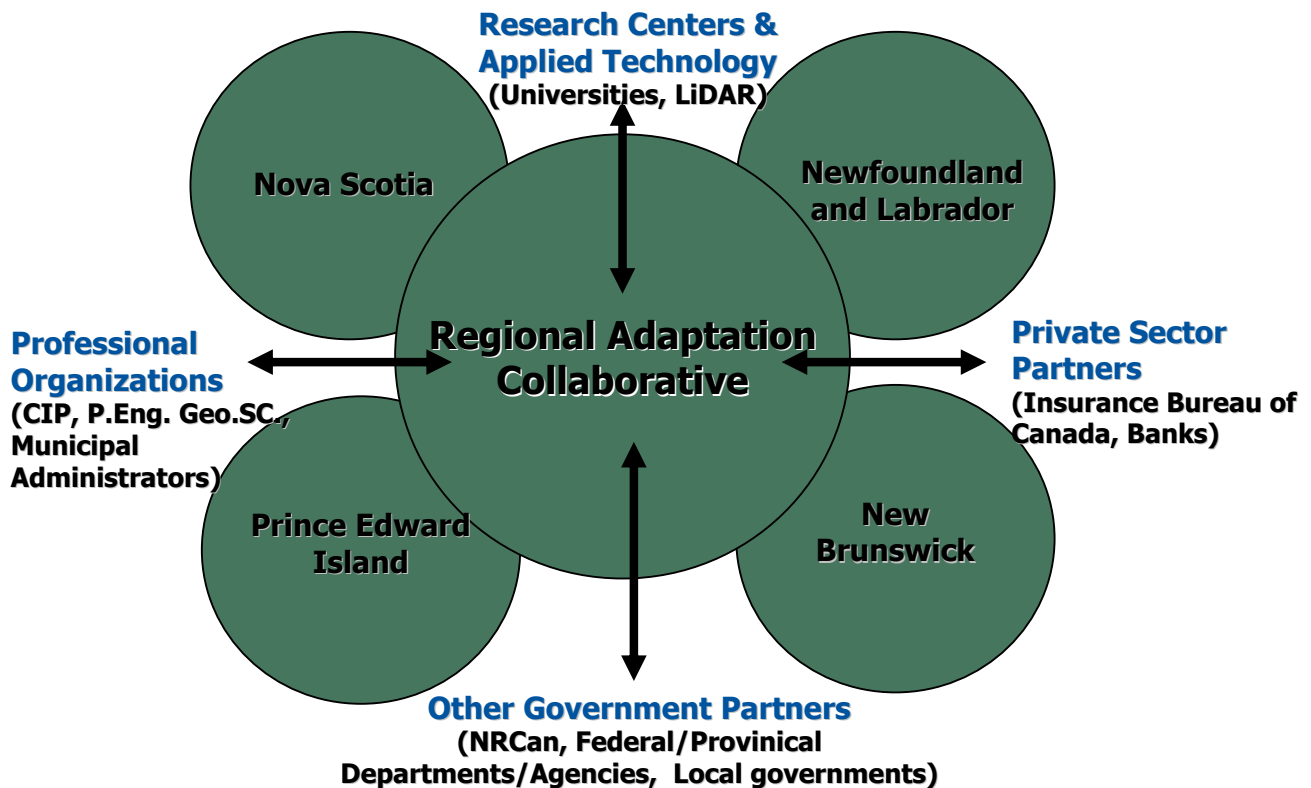 Research Centers &
Applied Technology
(Universities, LiDAR)
Nova Scotia
Newfoundland
and Labrador
Regional Adaptation
Collaborative
Professional
Organizations
(CIP, P.Eng. Geo.SC.,
Municipal
Administrators)
Private Sector
Partners
(Insurance Bureau of
Canada, Banks)
Prince Edward
Island
New
Brunswick
Other Government Partners
(NRCan, Federal/Provinical
Departments/Agencies, Local governments)